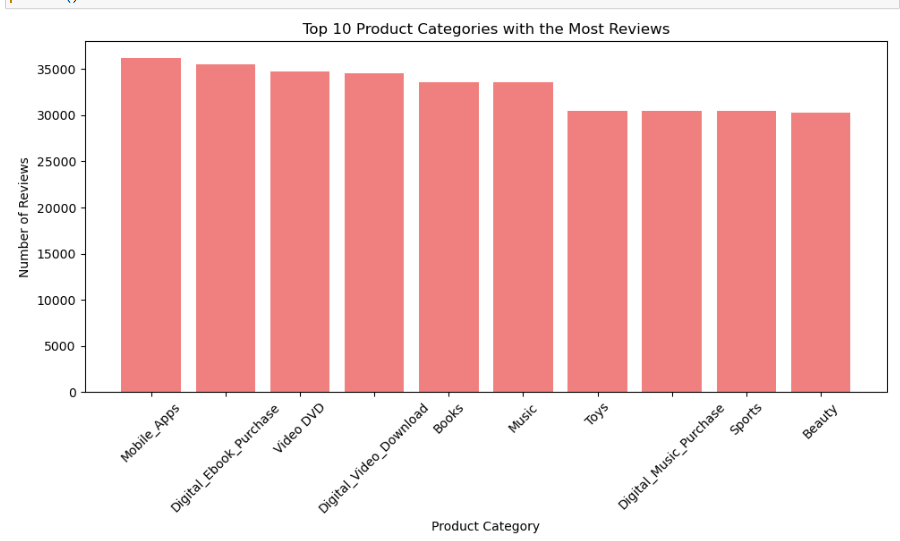 Top 10 Product Categories with the Most Reviews
35000
30000
25000
20000
15000
10000
5000
0
Number of Reviews
Mobile_Apps
Digital_Ebook_Purchase
Video DVD
Digital_Video_Download
Books
Music
Toys
Digital_Music_Purchase
Sports
Beauty
Product Category